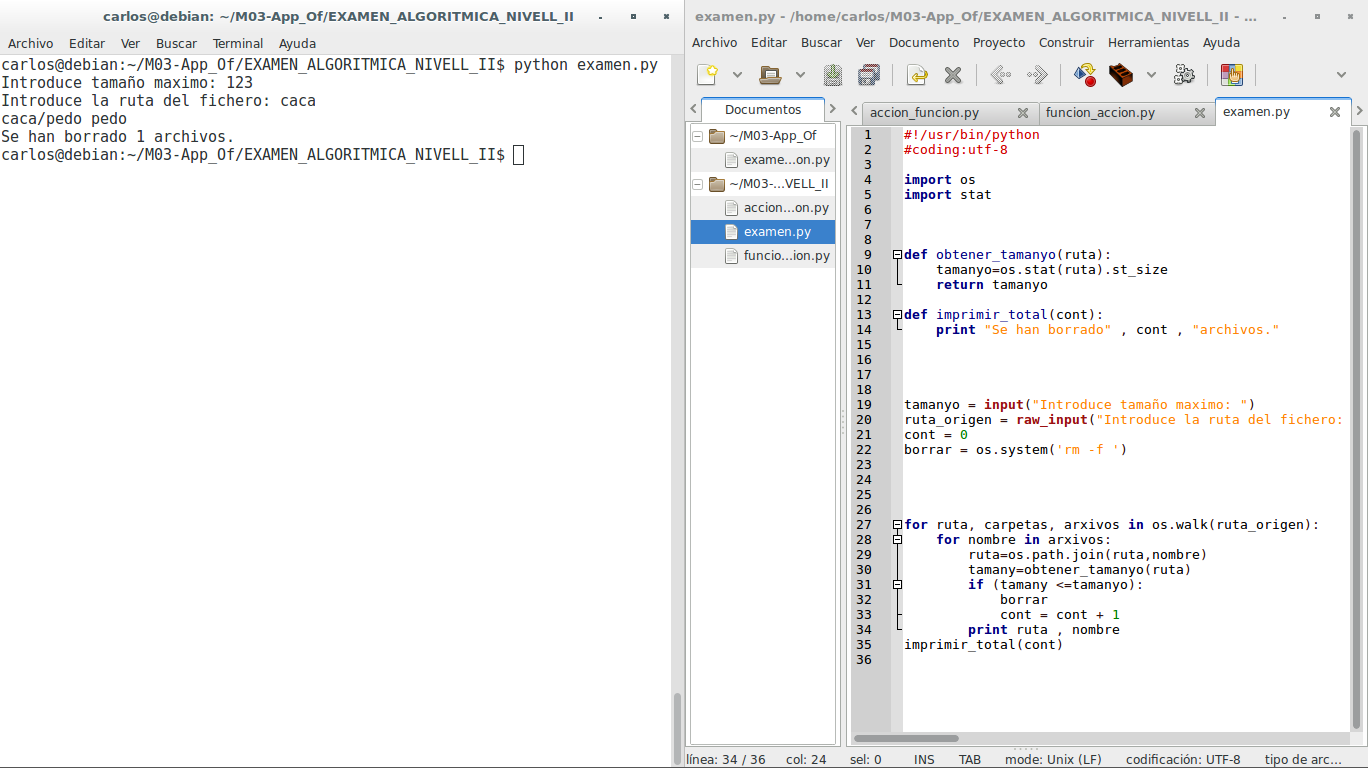 carlos@debian: ~/M03-App_Of/EXAMEN_ALGORITMICA_NIVELL_II
Archivo Editar Ver Buscar Terminal Ayuda
carlos@debian:~/M03-App_Of/EXAMEN_ALGORITMICA_NIVELL_II$ python examen.py
Introduce tamaño maximo: 123
Introduce la ruta del fichero: caca
caca/pedo pedo
Se han borrado 1 archivos.
carlos@debian:~/M03-App_Of/EXAMEN_ALGORITMICA_NIVELL_II$
examen.py - /home/carlos/M03-App_Of/EXAMEN_ALGORITMICA_NIVELL_II - ...
Archivo Editar Buscar Ver Documento Proyecto Construir Herramientas Ayuda
Documentos
~/M03-App_Of
exame...on.py
~/M03-...VELL_II
accion...on.py
examen.py
funcio...ion.py
accion_funcion.py funcion_accion.py examen.py
1 #!/usr/bin/python
2 #coding:utf-8
3
4 import os
5 import stat
6
7
8
9 def obtener_tamanyo(ruta):
10 tamanyo=os.stat(ruta).st_size
11 return tamanyo
12
13 def imprimir_total(cont):
14 print "Se han borrado" , cont , "archivos."
15
16
17
18
19 tamanyo = input("Introduce tamaño maximo: ")
20 ruta_origen = raw_input("Introduce la ruta del fichero:
21 cont = 0
22 borrar = os.system('rm -f ')
23
24
25
26
27 for ruta, carpetas, arxivos in os.walk(ruta_origen):
28 for nombre in arxivos:
29 ruta=os.path.join(ruta,nombre)
30 tamany=obtener_tamanyo(ruta)
31 if (tamany <=tamanyo):
32 borrar
33 cont = cont + 1
34 print ruta , nombre
35 imprimir_total(cont)
36
línea: 34 / 36 col: 24 sel: 0 INS TAB mode: Unix (LF) codificación: UTF-8 tipo de arc...